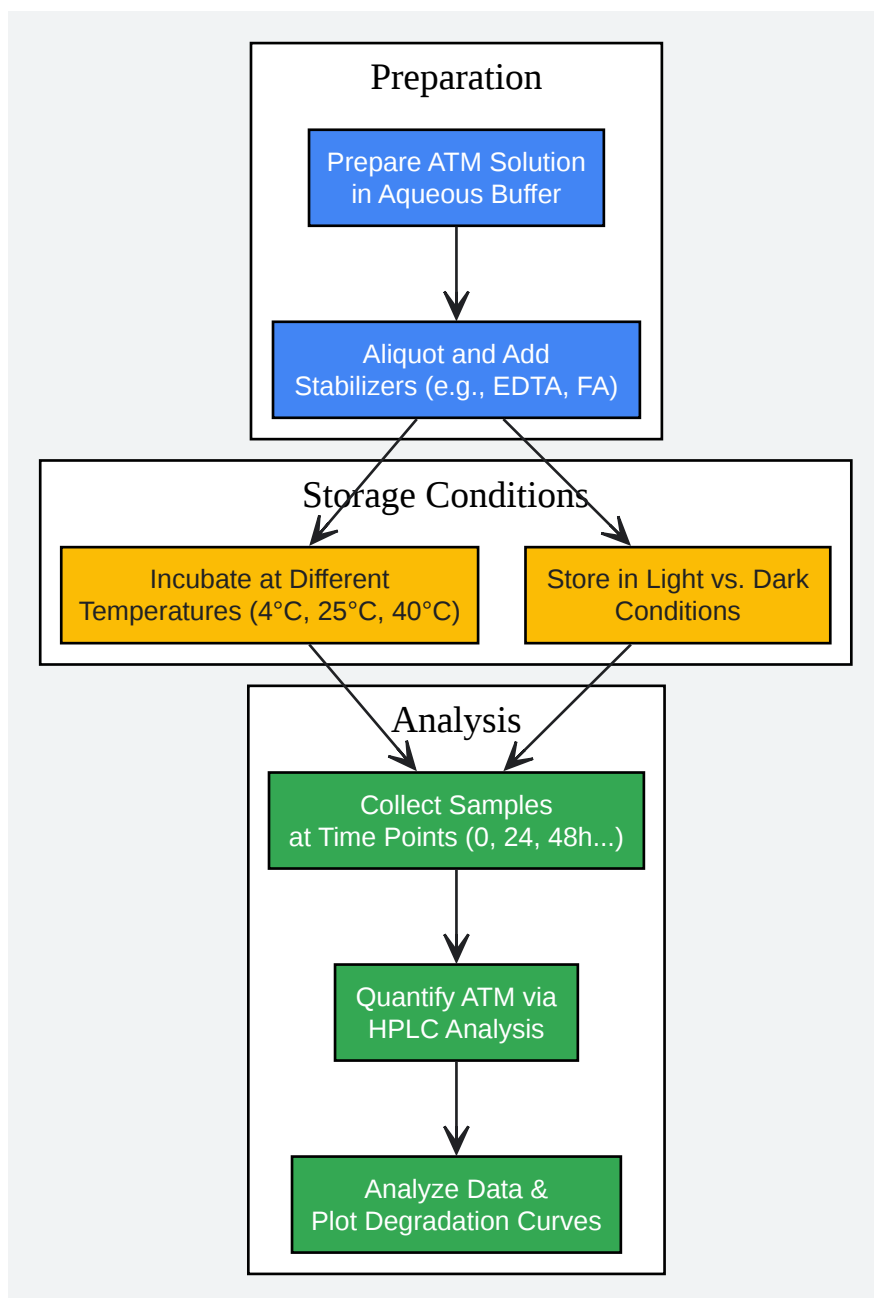 Preparation
Prepare ATM Solution
in Aqueous Buffer
Aliquot and Add
Stabilizers (e.g., EDTA, FA)
Storage Conditions
Incubate at Different
Temperatures (4°C, 25°C, 40°C)
Store in Light vs. Dark
Conditions
Analysis
Collect Samples
at Time Points (0, 24, 48h...)
Quantify ATM via
HPLC Analysis
Analyze Data &
Plot Degradation Curves